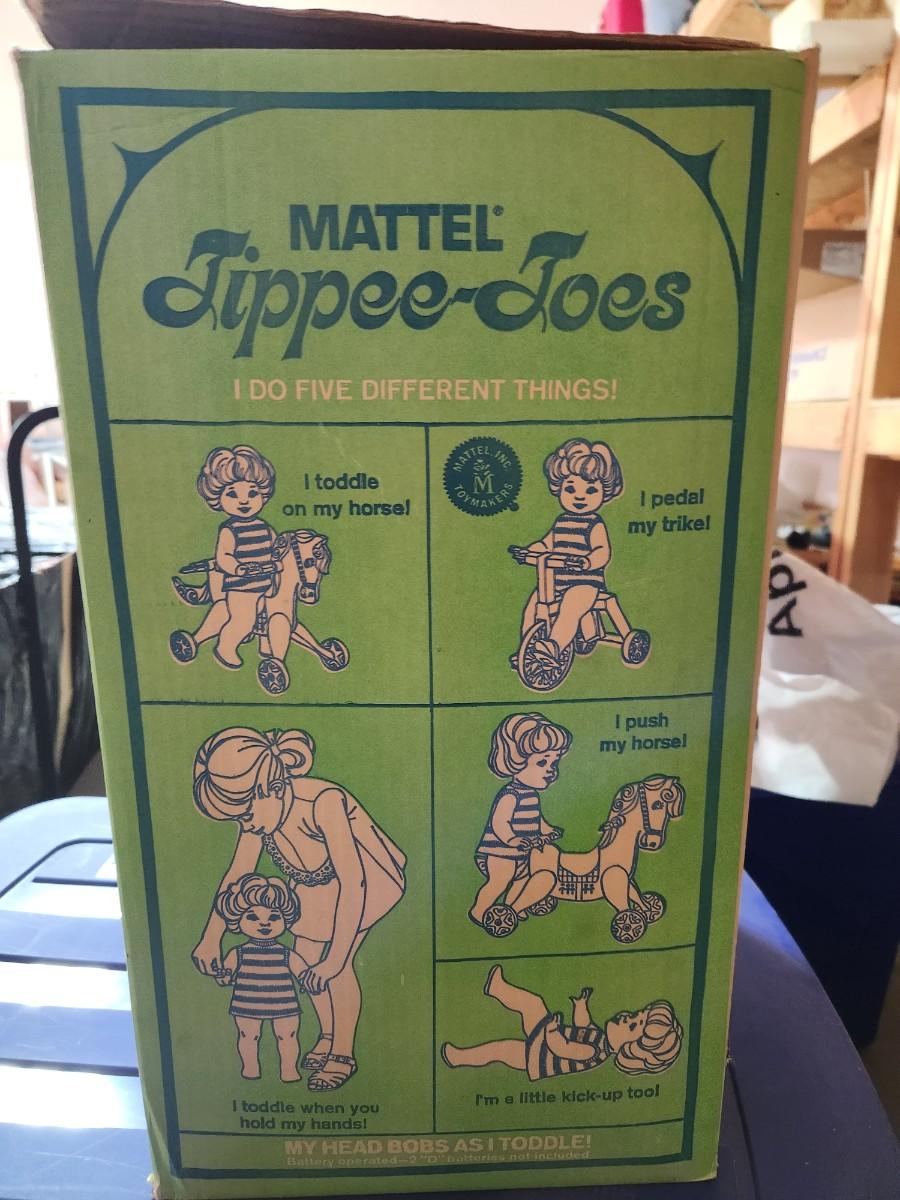 MATTEL®
Tippee-Toes
I DO FIVE DIFFERENT THINGS!
I toddle
on my horse!
MATTEL, INC.
M
TOYMAKERS
I pedal
my trike!
I push
my horse!
I toddle when you
hold my hands!
I'm a little kick-up too!
MY HEAD BOBS AS I TODDLE!
Battery operated—2 "D" batteries not included
AP